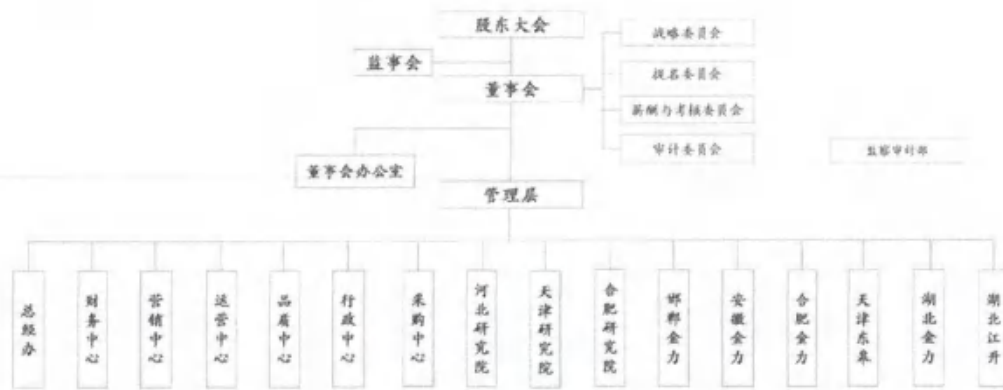 股东大会
战略委员会
监事会
提名委员会
董事会
薪酬与考核委员会
审计委员会
监察审计部
董事会办公室
管理层
总经办
财务中心
营销中心
运营中心
品质中心
行政中心
采购中心
河北研究院
天津研究院
合肥研究院
邯郸金力
安徽金力
合肥金力
天津东皋
湖北金力
湖北江升